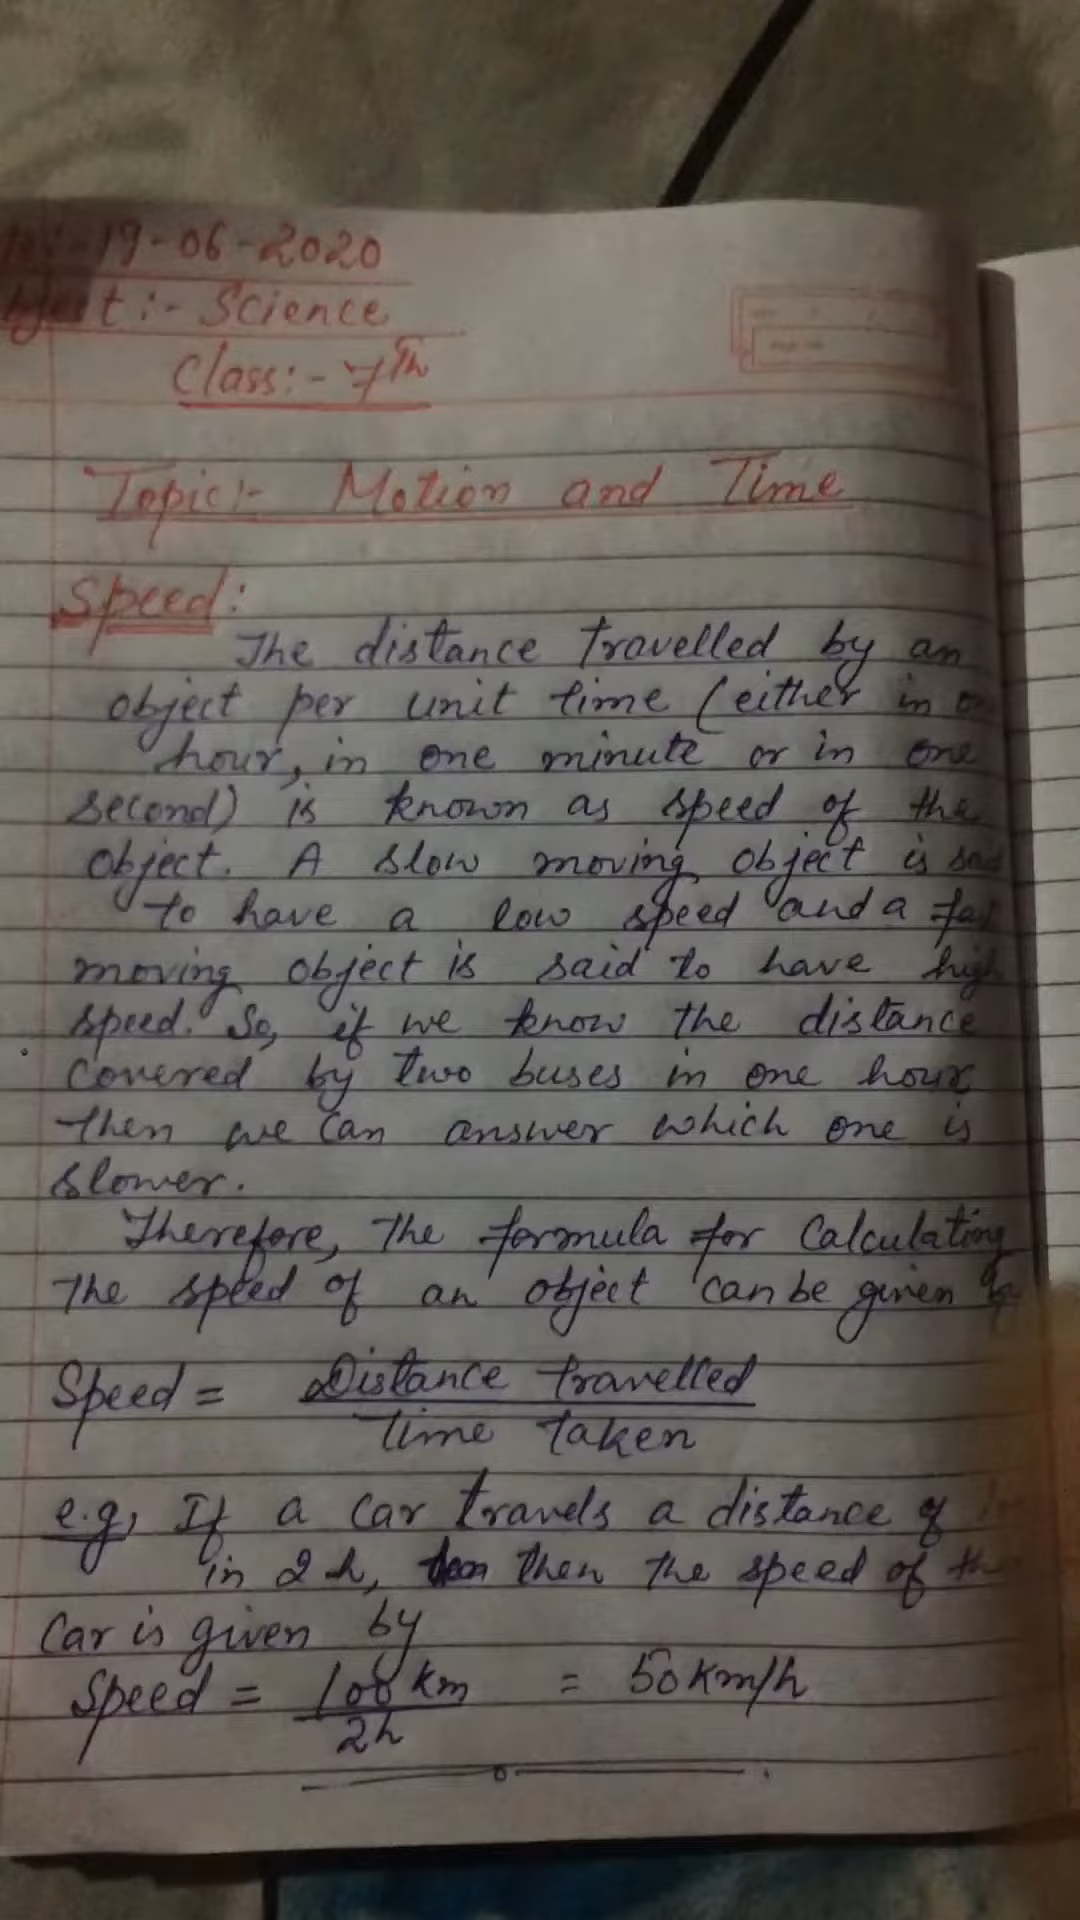 19-06-2020
Science
Class:- 7Th
Topic:- Motion and Time
Speed:
The distance travelled by an
object per unit time (either in
hour, in one minute or in one
second) is known as speed of the
object. A slow moving object is
to have a low speed and a
moving object is said to have high
speed. So, if we know the distance
covered by two buses in one hour,
then we can answer which one is
slower.
Therefore, the formula for calculating
the speed of an object can be given by
Speed = Distance travelled
Time taken
e.g, If a car travels a distance of
in 2 h, then the speed of
car is given by
Speed = 100 km = 50 km/h
2h